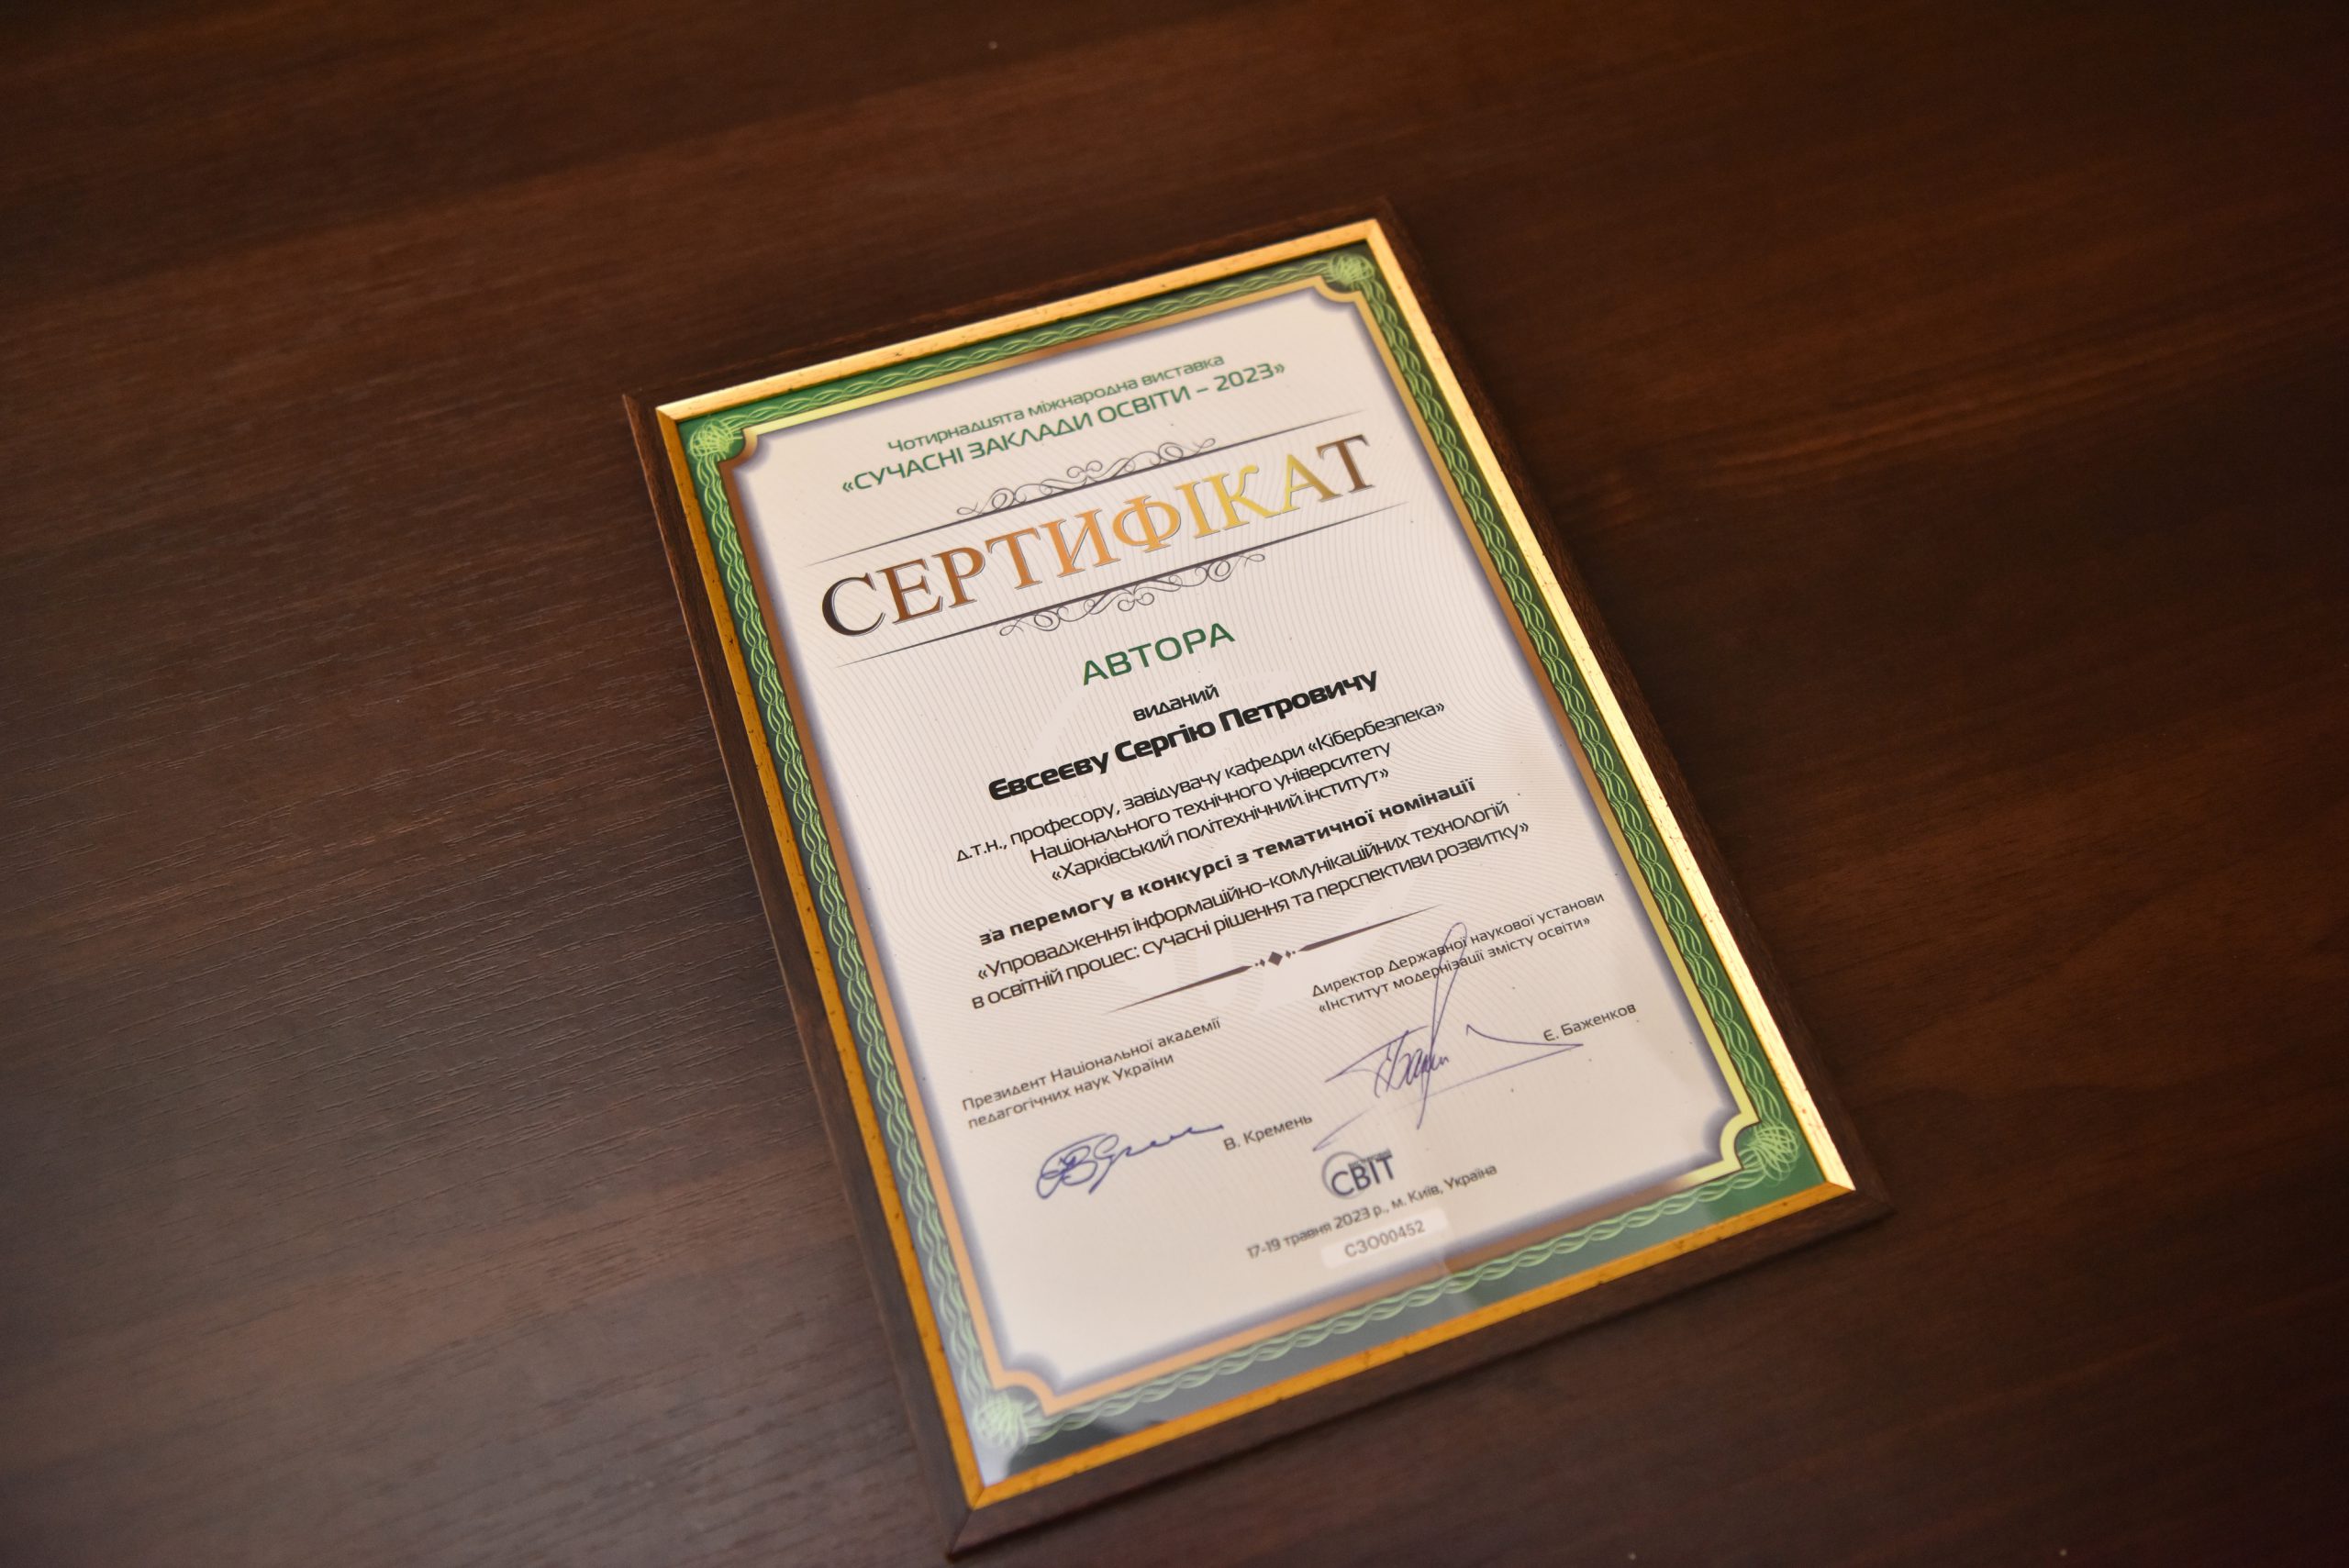 Чотирнадцята міжнародна виставка
«СУЧАСНІ ЗАКЛАДИ ОСВІТИ – 2023»
СЕРТИФІКАТ
АВТОРА
виданий
Євсеєву Сергію Петровичу
д.т.н., професору, завідувачу кафедри «Кібербезпека»
Національного технічного університету
«Харківський політехнічний інститут»
за перемогу в конкурсі з тематичної номінації
«Упровадження інформаційно-комунікаційних технологій
в освітній процес: сучасні рішення та перспективи розвитку»
Президент Національної академії
педагогічних наук України
В. Кремень
Директор Державної наукової установи
«Інститут модернізації змісту освіти»
Є. Баженков
СВІТ
17-19 травня 2023 р., м. Київ, Україна
СЗО00452